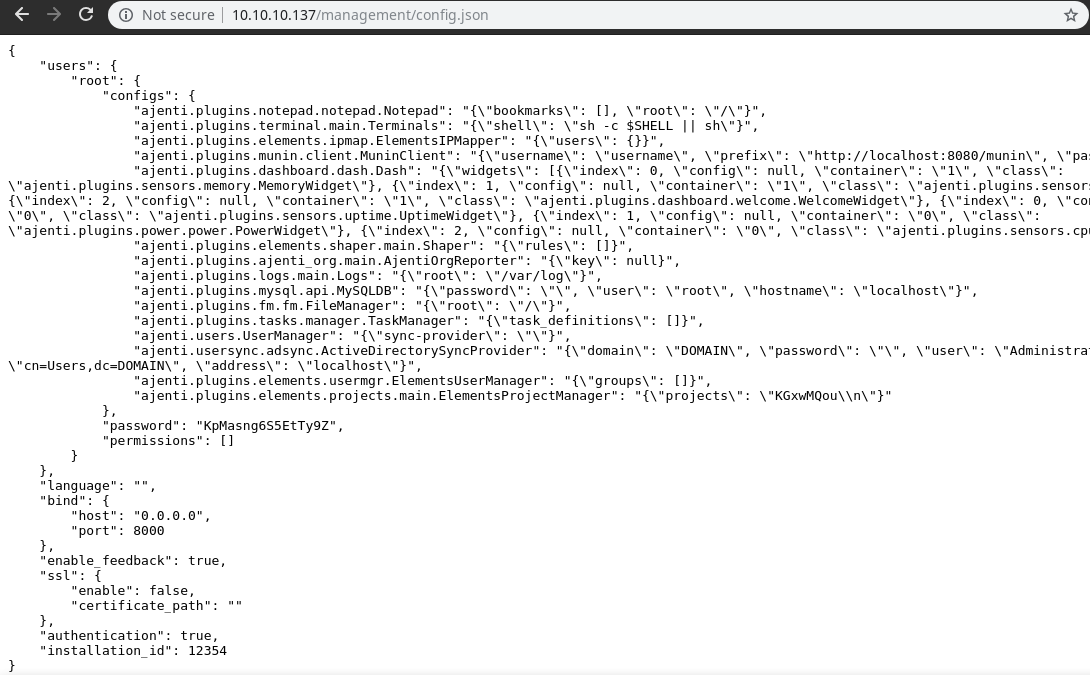 Not secure | 10.10.10.137/management/config.json
{
    "users": {
        "root": {
            "configs": {
                "ajenti.plugins.notepad.notepad.Notepad": "{\"bookmarks\": [], \"root\": \"/\"}",
                "ajenti.plugins.terminal.main.Terminals": "{\"shell\": \"sh -c $SHELL || sh\"}",
                "ajenti.plugins.elements.ipmap.ElementsIPMapper": "{\"users\": {}}",
                "ajenti.plugins.munin.client.MuninClient": "{\"username\": \"username\", \"prefix\": \"http://localhost:8080/munin\", \"pa
                "ajenti.plugins.dashboard.dash.Dash": "{\"widgets\": [{\"index\": 0, \"config\": null, \"container\": \"1\", \"class\":
\"ajenti.plugins.sensors.memory.MemoryWidget\"}, {\"index\": 1, \"config\": null, \"container\": \"1\", \"class\": \"ajenti.plugins.sensors
{\"index\": 2, \"config\": null, \"container\": \"1\", \"class\": \"ajenti.plugins.dashboard.welcome.WelcomeWidget\"}, {\"index\": 0, \"co
\"0\", \"class\": \"ajenti.plugins.sensors.uptime.UptimeWidget\"}, {\"index\": 1, \"config\": null, \"container\": \"0\", \"class\":
\"ajenti.plugins.power.power.PowerWidget\"}, {\"index\": 2, \"config\": null, \"container\": \"0\", \"class\": \"ajenti.plugins.sensors.cp
                "ajenti.plugins.elements.shaper.main.Shaper": "{\"rules\": []}",
                "ajenti.plugins.ajenti_org.main.AjentiOrgReporter": "{\"key\": null}",
                "ajenti.plugins.logs.main.Logs": "{\"root\": \"/var/log\"}",
                "ajenti.plugins.mysql.api.MySQLDB": "{\"password\": \"\", \"user\": \"root\", \"hostname\": \"localhost\"}",
                "ajenti.plugins.fm.fm.FileManager": "{\"root\": \"/\"}",
                "ajenti.plugins.tasks.manager.TaskManager": "{\"task_definitions\": []}",
                "ajenti.users.UserManager": "{\"sync-provider\": \"\"}",
                "ajenti.usersync.adsync.ActiveDirectorySyncProvider": "{\"domain\": \"DOMAIN\", \"password\": \"\", \"user\": \"Administra
\"cn=Users,dc=DOMAIN\", \"address\": \"localhost\"}",
                "ajenti.plugins.elements.usermgr.ElementsUserManager": "{\"groups\": []}",
                "ajenti.plugins.elements.projects.main.ElementsProjectManager": "{\"projects\": \"KGxwMQou\\n\"}"
            },
            "password": "KpMasng6S5EtTy9Z",
            "permissions": []
        }
    },
    "language": "",
    "bind": {
        "host": "0.0.0.0",
        "port": 8000
    },
    "enable_feedback": true,
    "ssl": {
        "enable": false,
        "certificate_path": ""
    },
    "authentication": true,
    "installation_id": 12354
}